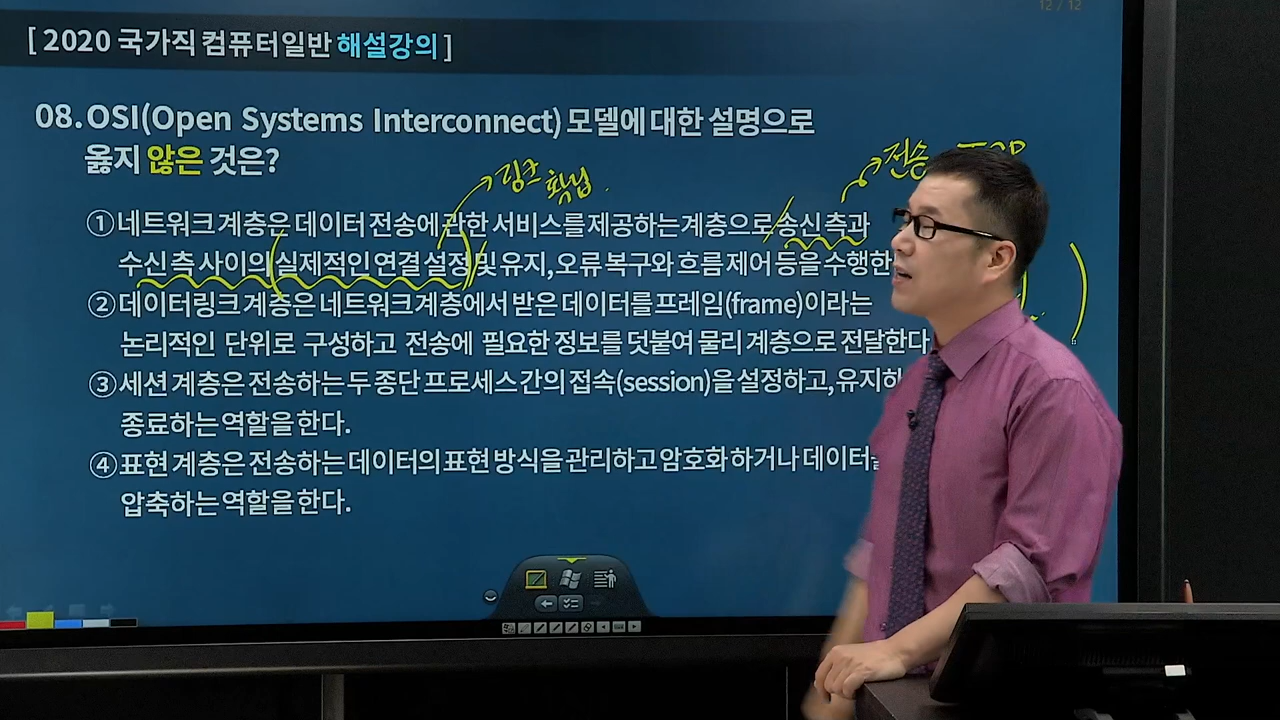 12 / 12
[ 2020 국가직 컴퓨터일반 해설강의 ]
08. OSI(Open Systems Interconnect) 모델에 대한 설명으로
옳지 않은 것은?
링크 확립
전송
① 네트워크 계층은 데이터 전송에 관한 서비스를 제공하는 계층으로 송신 측과
수신 측 사이의 실제적인 연결 설정 및 유지, 오류 복구와 흐름 제어 등을 수행한
② 데이터링크 계층은 네트워크 계층에서 받은 데이터를 프레임(frame)이라는
논리적인 단위로 구성하고 전송에 필요한 정보를 덧붙여 물리 계층으로 전달한다
③ 세션 계층은 전송하는 두 종단 프로세스 간의 접속(session)을 설정하고, 유지하
종료하는 역할을 한다.
④ 표현 계층은 전송하는 데이터의 표현 방식을 관리하고 암호화하거나 데이터를
압축하는 역할을 한다.